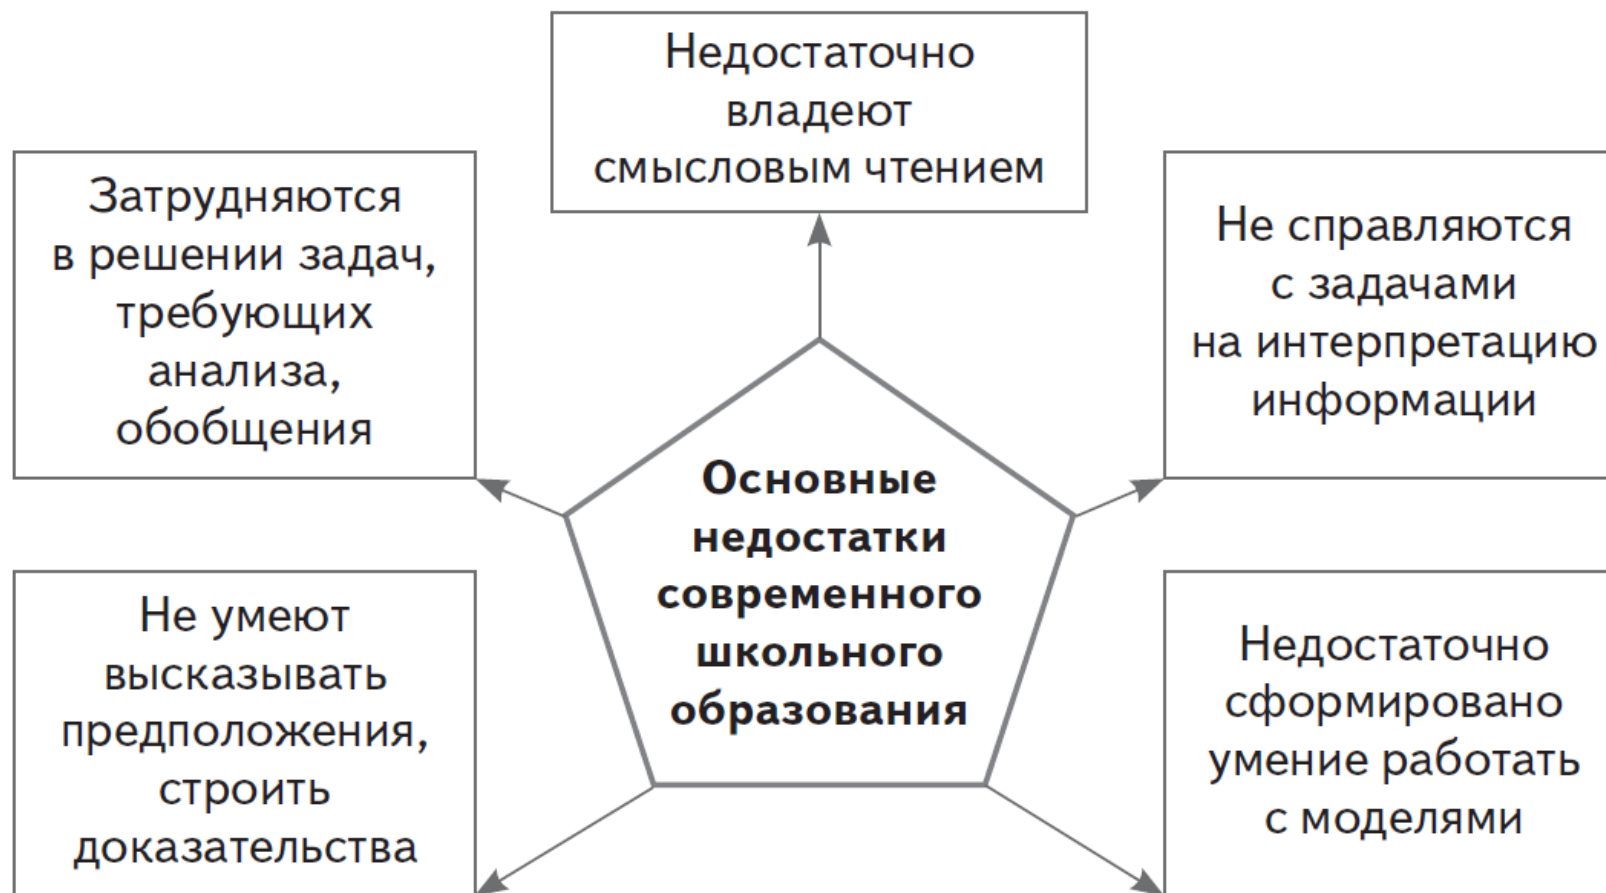 Недостаточно
владеют
смысловым чтением
Затрудняются
в решении задач,
требующих
анализа,
обобщения
Не справляются
с задачами
на интерпретацию
информации
Основные
недостатки
современного
школьного
образования
Не умеют
высказывать
предположения,
строить
доказательства
Недостаточно
сформировано
умение работать
с моделями